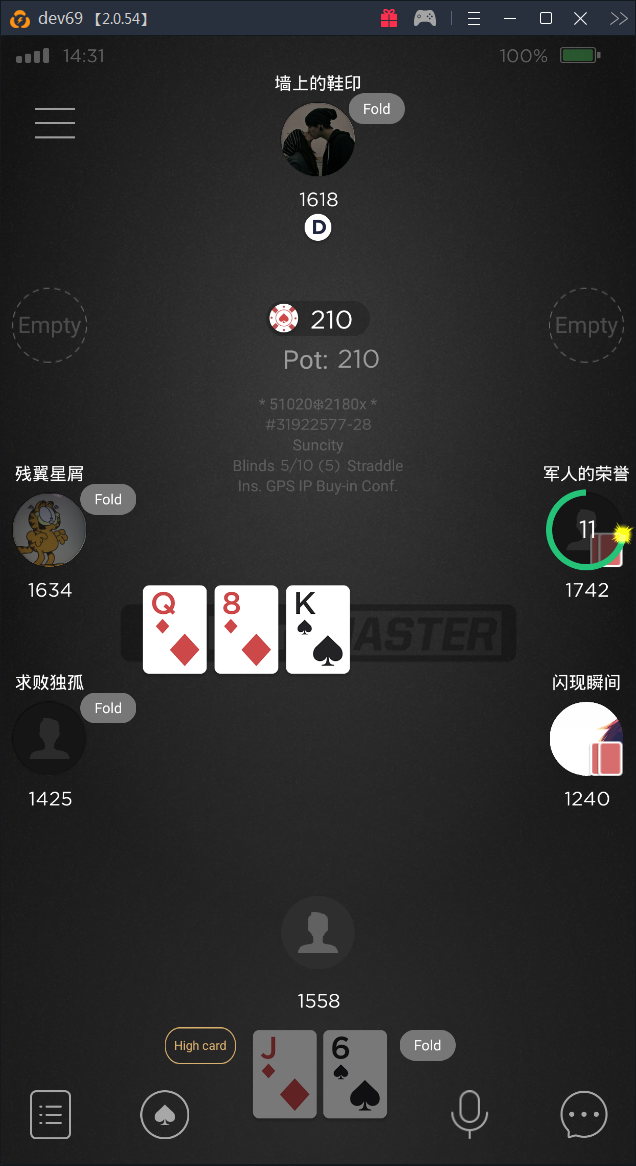 dev69 【2.0.54】
14:31
100%
墙上的鞋印
Fold
1618
D
Empty
Empty
210
Pot: 210
* 51020❄2180x *
#31922577-28
Suncity
Blinds 5/10 (5) Straddle
Ins. GPS IP Buy-in Conf.
残翼星屑
Fold
军人的荣誉
11
1634
1742
Q
8
K
ASTER
求败独孤
Fold
闪现瞬间
1425
1240
1558
High card
J
6
Fold